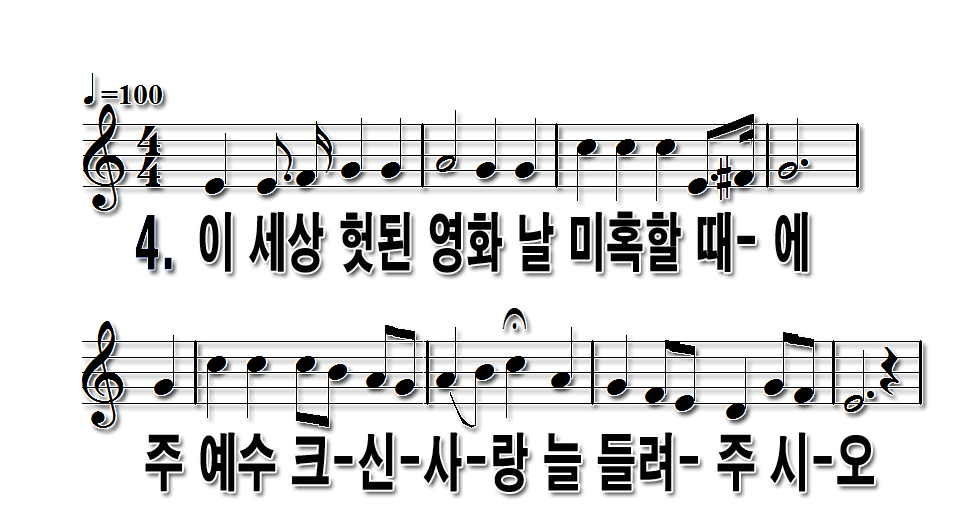 ♩=100
4. 이 세상 헛된 영화 날 미혹할 때- 에
주 예수 크-신-사-랑 늘 들려- 주 시-오